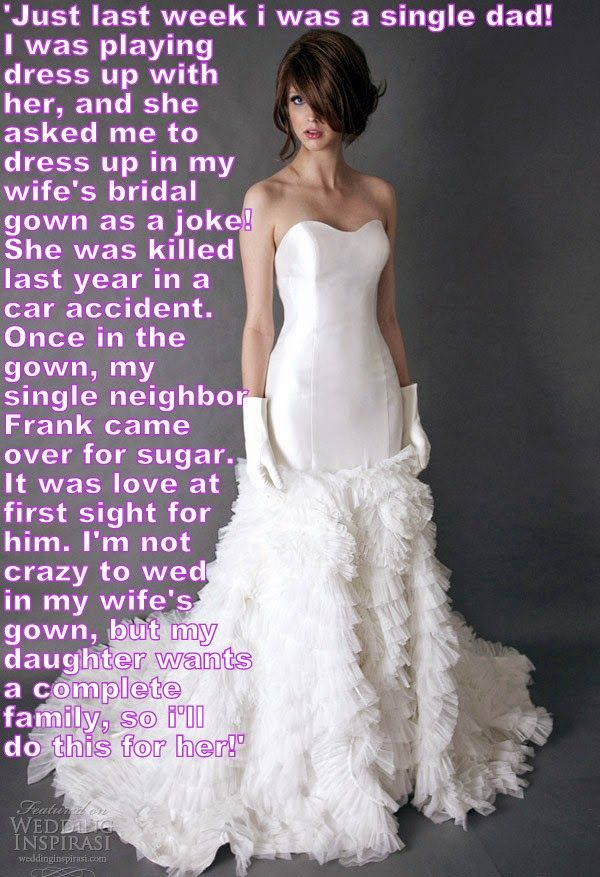 'Just last week i was a single dad!
I was playing
dress up with
her, and she
asked me to
dress up in my
wife's bridal
gown as a joke!
She was killed
last year in a
car accident.
Once in the
gown, my
single neighbor
Frank came
over for sugar.
It was love at
first sight for
him. I'm not
crazy to wed
in my wife's
gown, but my
daughter wants
a complete
family, so i'll
do this for her!'
Featured on
WEDDING
INSPIRASI
weddinginspirasi.com